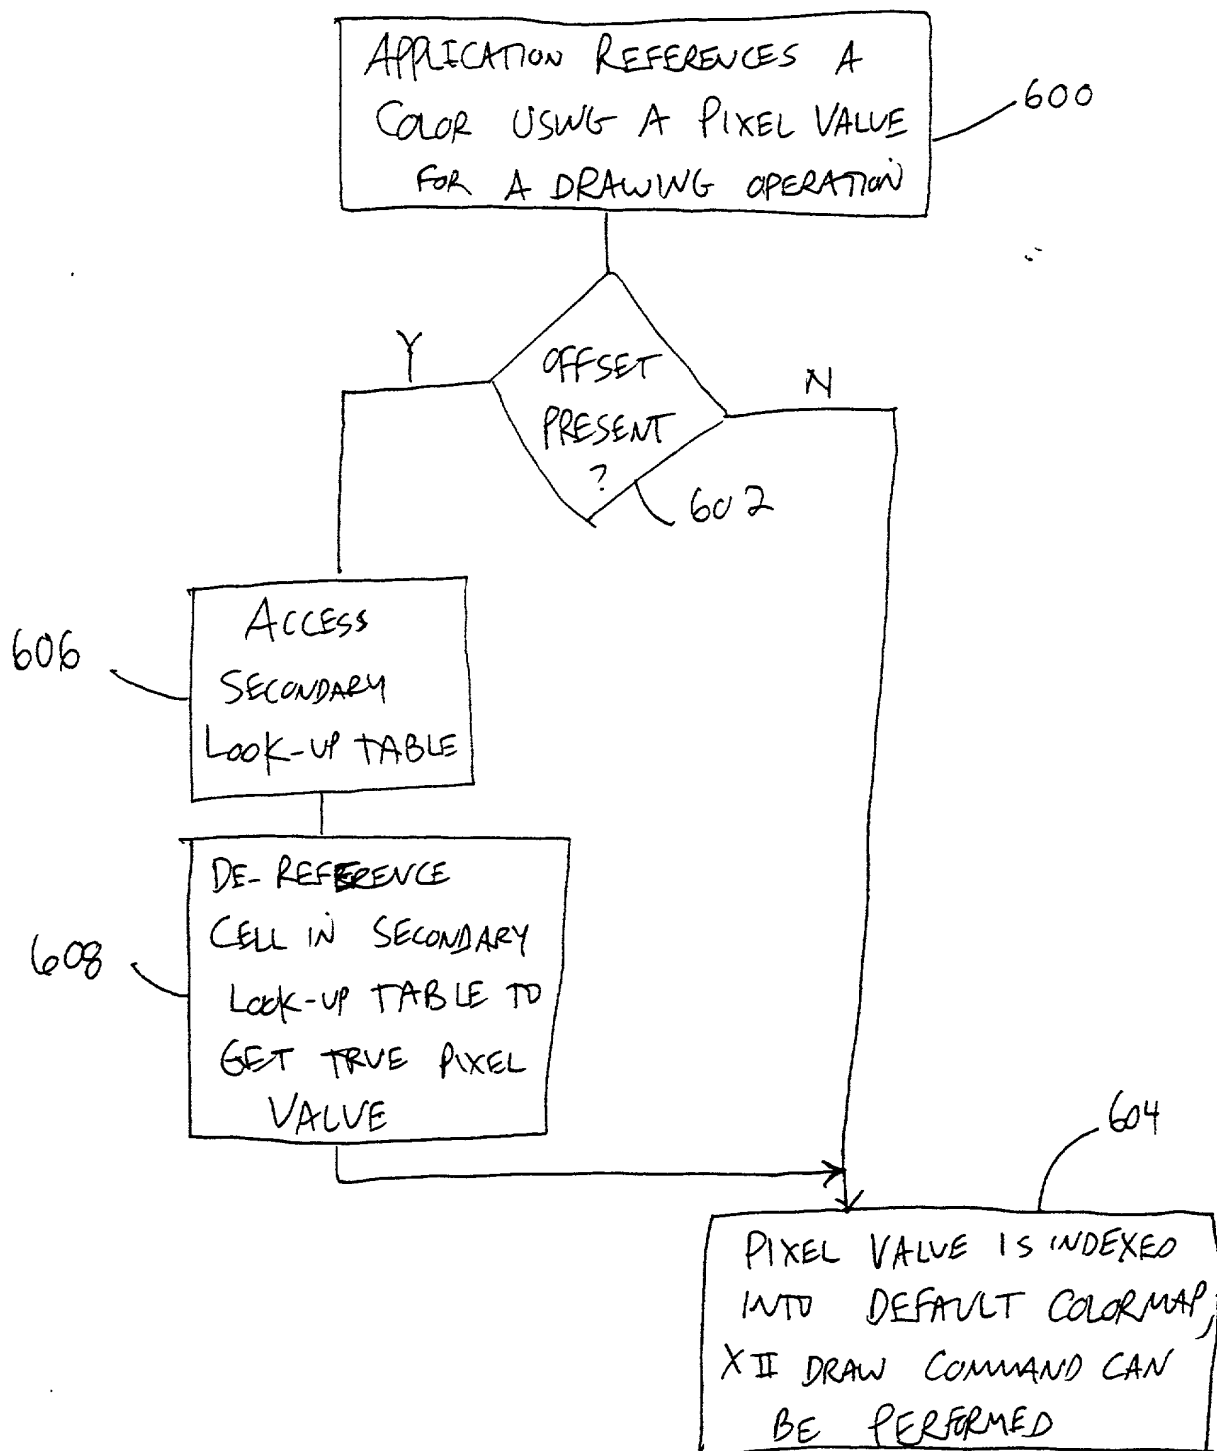 APPLICATION REFERENCES A
COLOR USING A PIXEL VALUE
FOR A DRAWING OPERATION
600
Y
OFFSET
PRESENT
?
N
602
ACCESS
SECONDARY
LOOK-UP TABLE
606
DE-REFERENCE
CELL IN SECONDARY
LOOK-UP TABLE TO
GET TRUE PIXEL
VALUE
608
604
PIXEL VALUE IS INDEXED
INTO DEFAULT COLORMAP;
X11 DRAW COMMAND CAN
BE PERFORMED